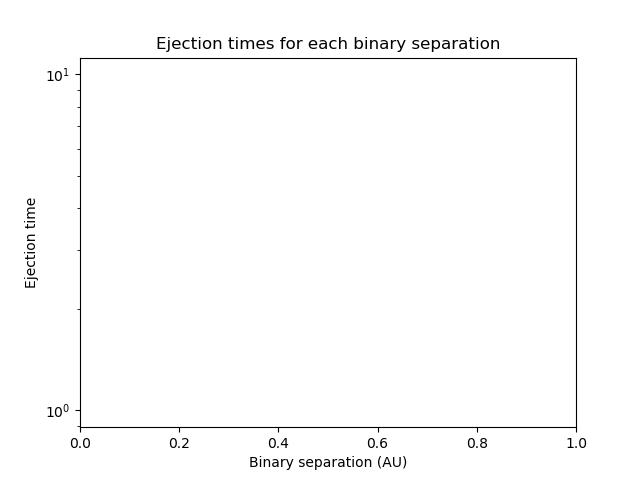 Ejection times for each binary separation
10¹
Ejection time
10⁰
0.0 0.2 0.4 0.6 0.8 1.0
Binary separation (AU)